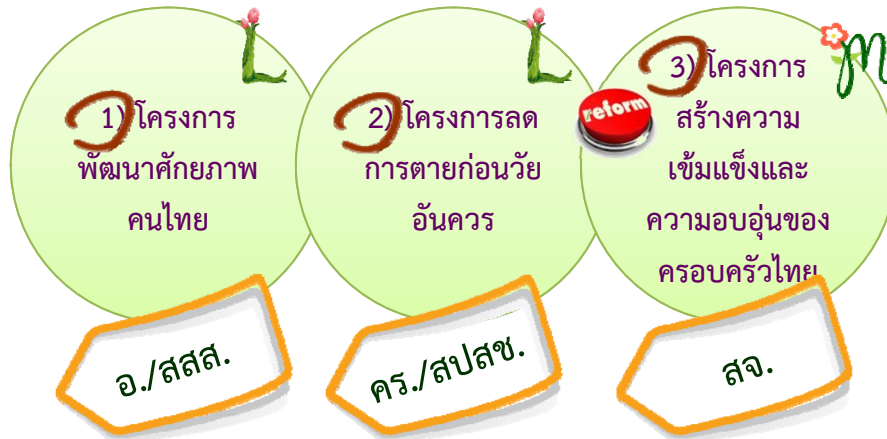 L
1) โครงการ
พัฒนาศักยภาพ
คนไทย
อ./สสส.
L
2) โครงการลด
การตายก่อนวัย
อันควร
คร./สปสช.
M
reform
3) โครงการ
สร้างความ
เข้มแข็งและ
ความอบอุ่นของ
ครอบครัวไทย
สจ.